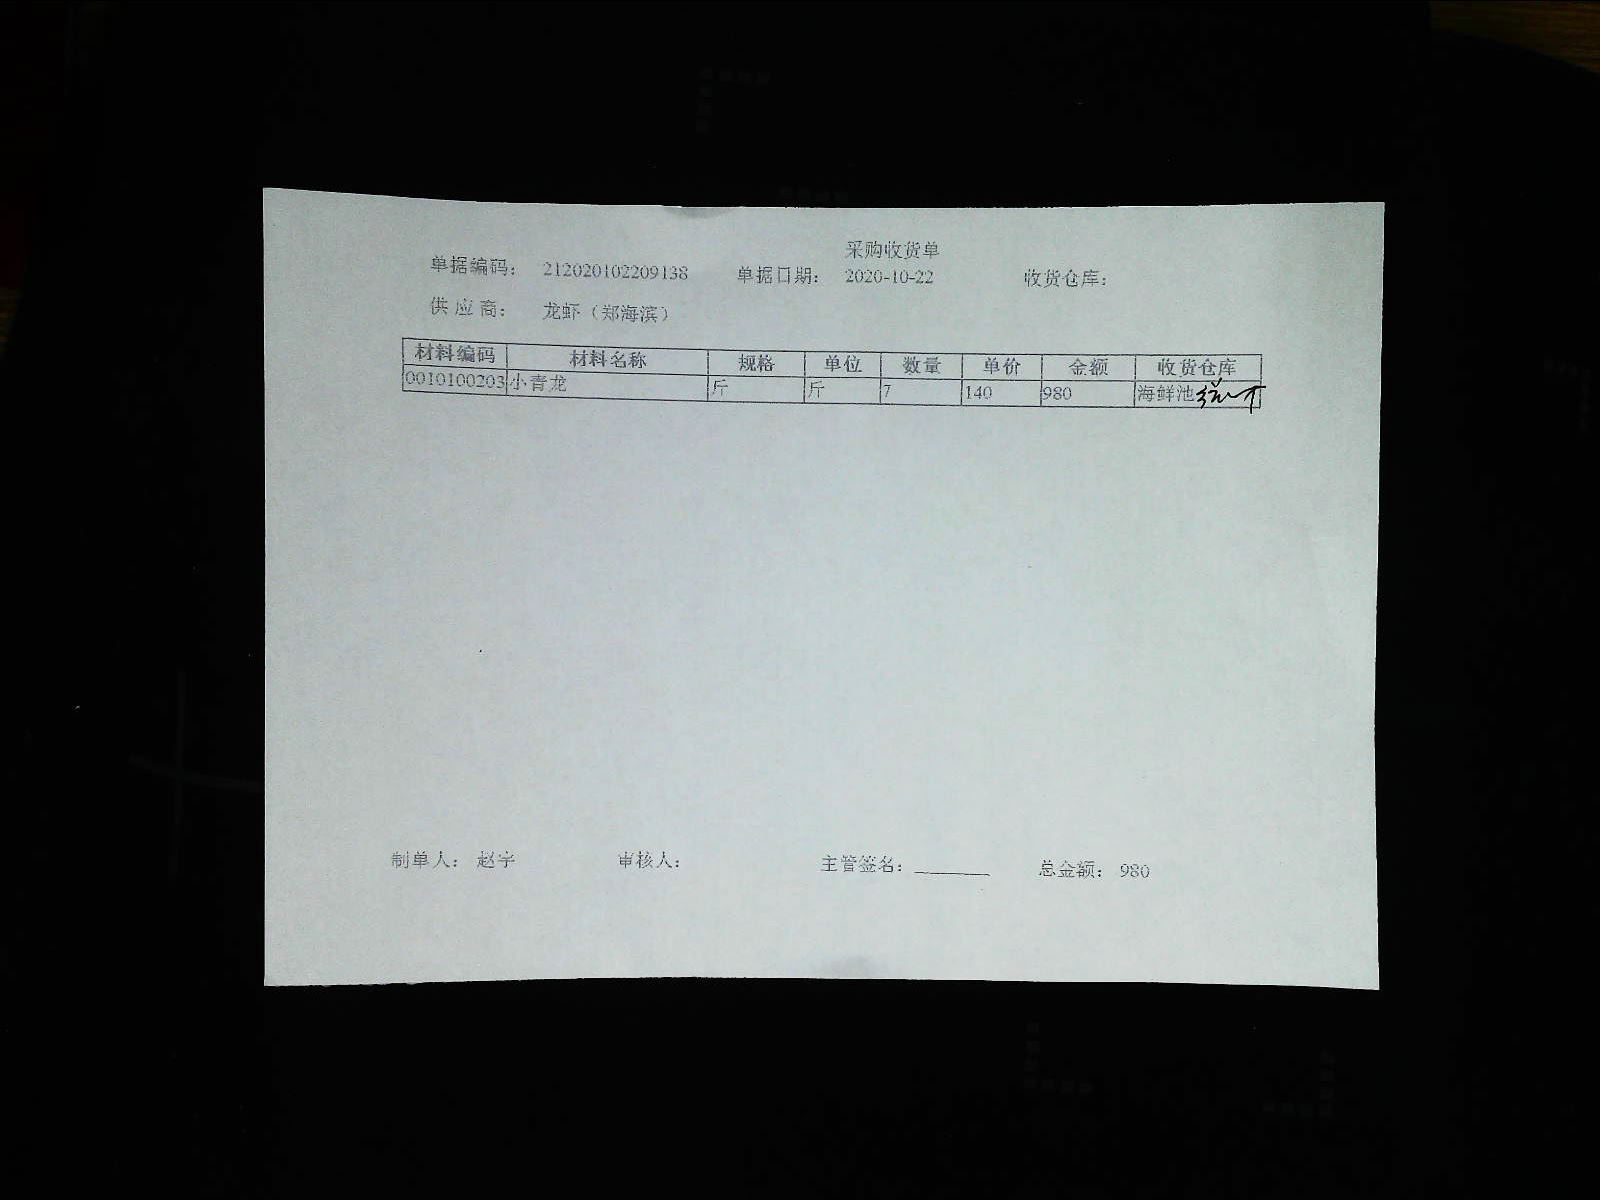 采购收货单
单据编码： 212020102209138 单据日期： 2020-10-22 收货仓库：
供 应 商： 龙虾（郑海滨）
材料编码 材料名称 规格 单位 数量 单价 金额 收货仓库
0010100203 小青龙 斤 斤 7 140 980 海鲜池
制单人： 赵宇 审核人： 主管签名： 总金额： 980